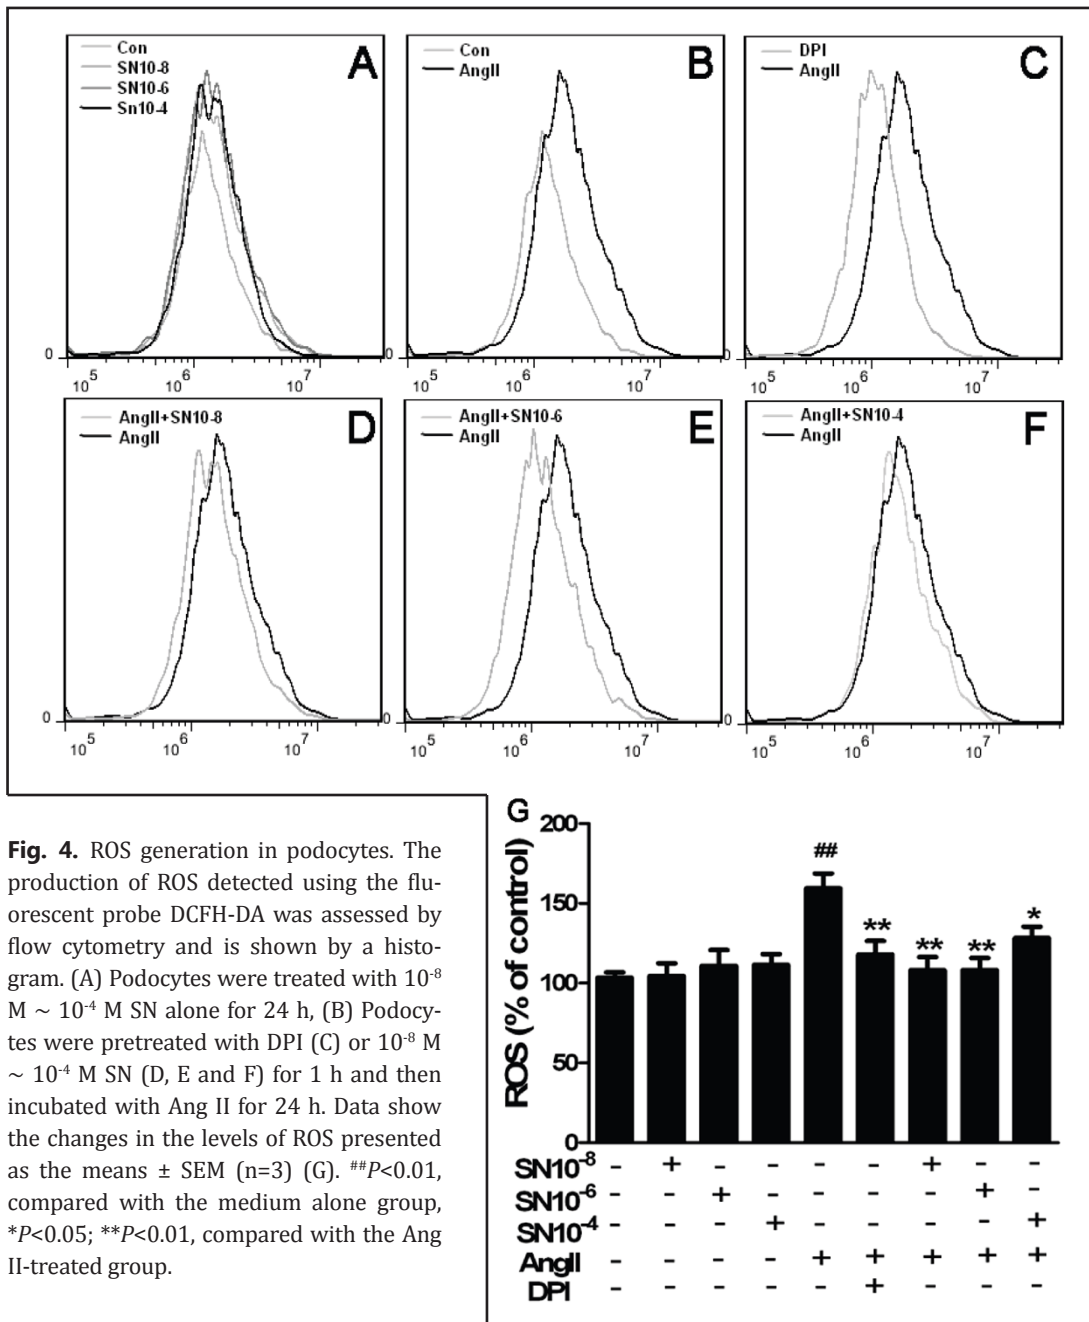 Con
SN10-8
SN10-6
Sn10-4
A
0
10^5 10^6 10^7
Con
AngII
B
0
10^5 10^6 10^7
DPI
AngII
C
0
10^5 10^6 10^7
AngII+SN10-8
AngII
D
0
10^5 10^6 10^7
AngII+SN10-6
AngII
E
0
10^5 10^6 10^7
AngII+SN10-4
AngII
F
0
10^5 10^6 10^7
Fig. 4. ROS generation in podocytes. The
production of ROS detected using the flu-
orescent probe DCFH-DA was assessed by
flow cytometry and is shown by a histo-
gram. (A) Podocytes were treated with 10^-8
M ~ 10^-4 M SN alone for 24 h, (B) Podocy-
tes were pretreated with DPI (C) or 10^-8 M
~ 10^-4 M SN (D, E and F) for 1 h and then
incubated with Ang II for 24 h. Data show
the changes in the levels of ROS presented
as the means ± SEM (n=3) (G). ##P<0.01,
compared with the medium alone group,
*P<0.05; **P<0.01, compared with the Ang
II-treated group.
G
ROS (% of control)
200
150
100
50
0
## ** ** ** *
SN10^-8 - + - - - - + - -
SN10^-6 - - + - - - - + -
SN10^-4 - - - + - - - - +
AngII - - - - + + + + +
DPI - - - - - + - - -